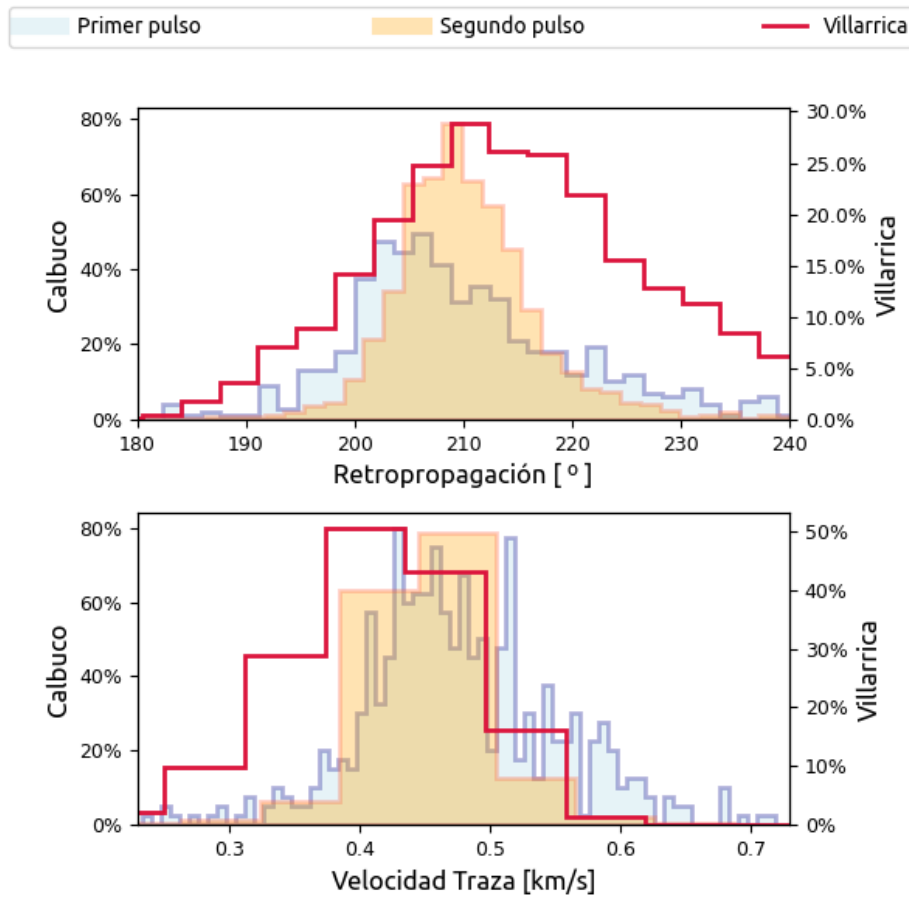 Primer pulso Segundo pulso Villarrica
80% 30.0%
25.0%
60%
20.0%
Calbuco Villarrica
40% 15.0%
10.0%
20%
5.0%
0% 0.0%
180 190 200 210 220 230 240
Retropropagación [ º ]
80% 50%
60% 40%
Calbuco Villarrica
30%
40%
20%
20%
10%
0% 0%
0.3 0.4 0.5 0.6 0.7
Velocidad Traza [km/s]